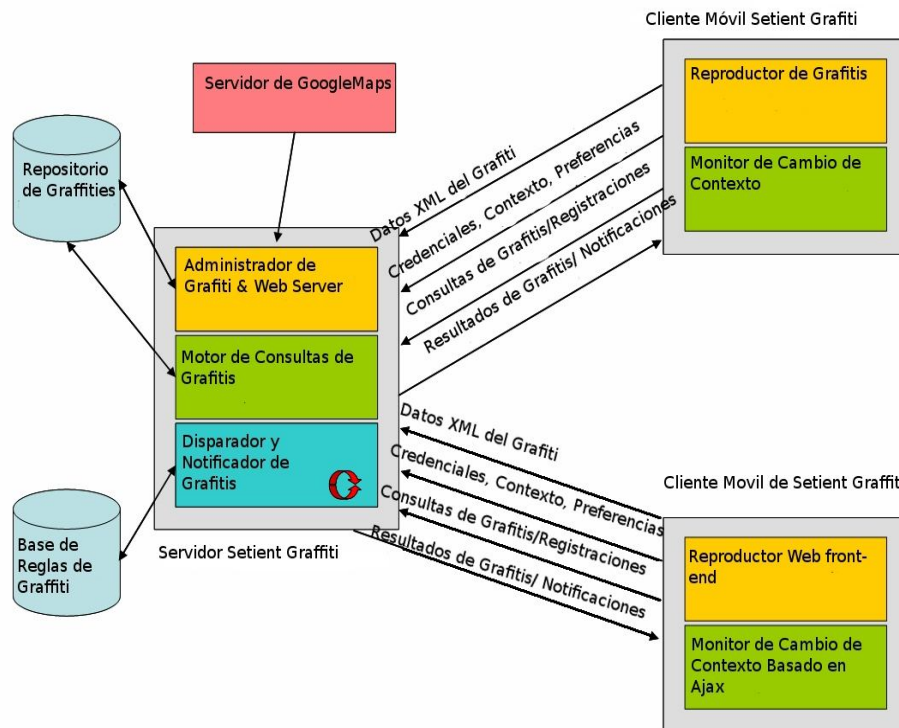 Cliente Móvil Setient Grafiti
Reproductor de Grafitis
Monitor de Cambio de
Contexto
Servidor de GoogleMaps
Repositorio
de Graffities
Datos XML del Grafiti
Credenciales, Contexto, Preferencias
Consultas de Grafitis/Registraciones
Resultados de Grafitis/ Notificaciones
Administrador de
Grafiti & Web Server
Motor de Consultas de
Grafitis
Disparador y
Notificador de
Grafitis
Servidor Setient Graffiti
Base de
Reglas de
Graffiti
Datos XML del Grafiti
Credenciales, Contexto, Preferencias
Consultas de Grafitis/Registraciones
Resultados de Grafitis/ Notificaciones
Cliente Movil de Setient Graffit
Reproductor Web front-
end
Monitor de Cambio de
Contexto Basado en
Ajax